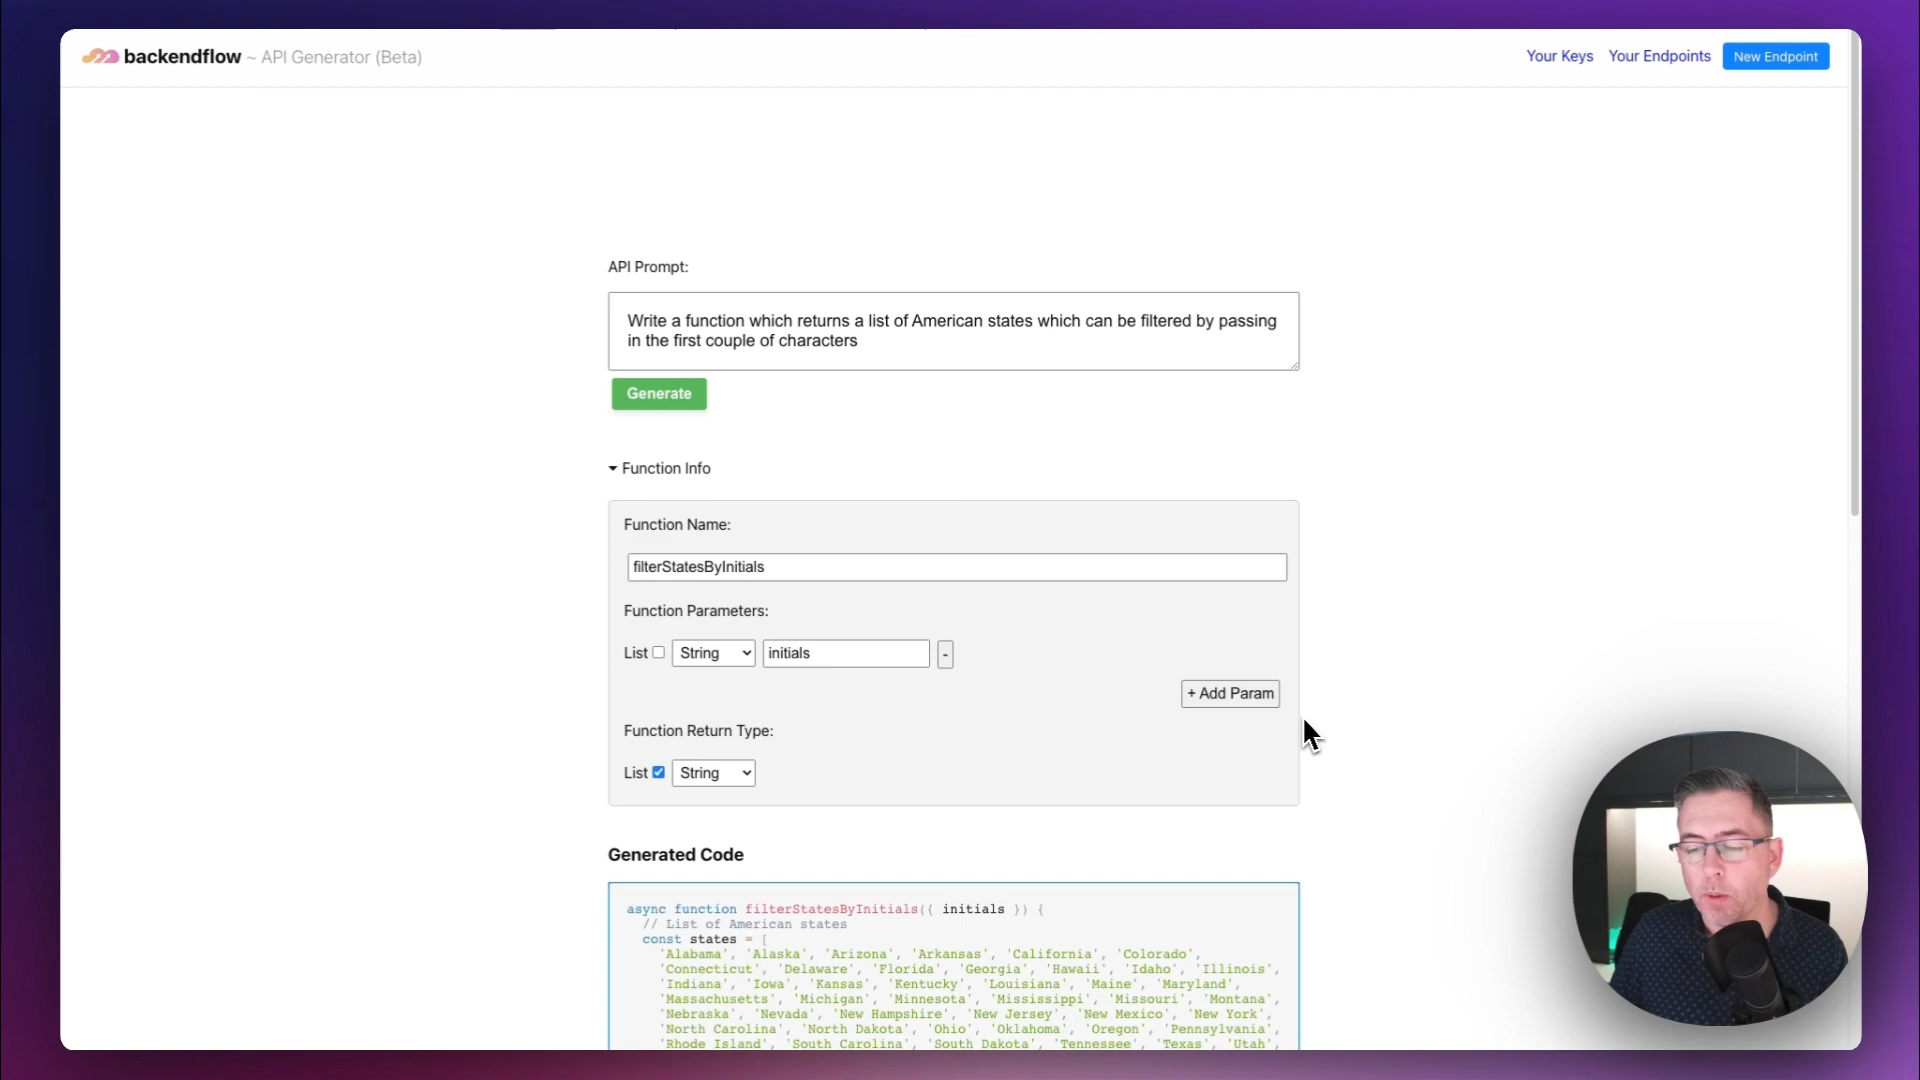 backendflow ~ API Generator (Beta)
Your Keys Your Endpoints New Endpoint
API Prompt:
Write a function which returns a list of American states which can be filtered by passing
in the first couple of characters
Generate
Function Info
Function Name:
filterStatesByInitials
Function Parameters:
List String initials -
+ Add Param
Function Return Type:
List String
Generated Code
async function filterStatesByInitials({ initials }) {
// List of American states
const states = [
'Alabama', 'Alaska', 'Arizona', 'Arkansas', 'California', 'Colorado',
'Connecticut', 'Delaware', 'Florida', 'Georgia', 'Hawaii', 'Idaho', 'Illinois',
'Indiana', 'Iowa', 'Kansas', 'Kentucky', 'Louisiana', 'Maine', 'Maryland',
'Massachusetts', 'Michigan', 'Minnesota', 'Mississippi', 'Missouri', 'Montana',
'Nebraska', 'Nevada', 'New Hampshire', 'New Jersey', 'New Mexico', 'New York',
'North Carolina', 'North Dakota', 'Ohio', 'Oklahoma', 'Oregon', 'Pennsylvania',
'Rhode Island', 'South Carolina', 'South Dakota', 'Tennessee', 'Texas', 'Utah',